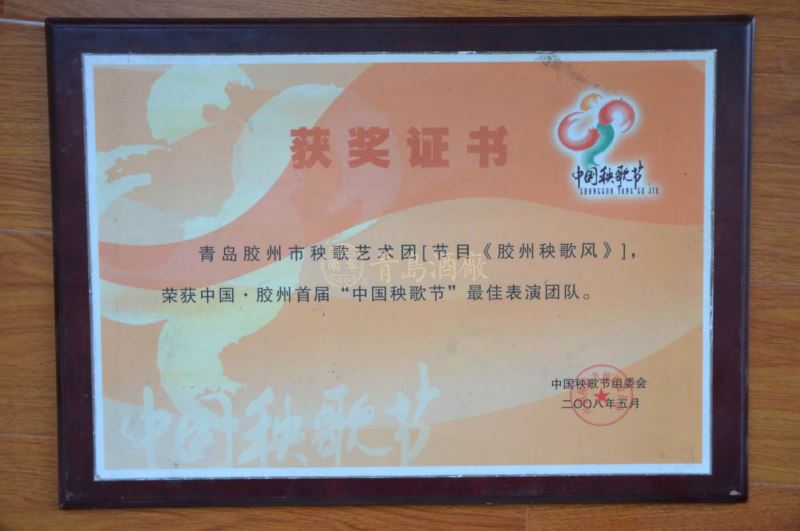 获奖证书
中国秧歌节
ZHONGGUO YANG GE JIE
青岛胶州市秧歌艺术团[节目《胶州秧歌风》],
青島酒廠
荣获中国·胶州首届“中国秧歌节”最佳表演团队。
中国秧歌节组委会
二〇〇八年五月
中国秧歌节